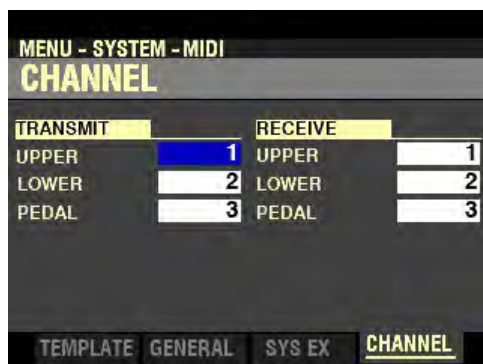 MENU - SYSTEM - MIDI
CHANNEL
TRANSMIT RECEIVE
UPPER 1 UPPER 1
LOWER 2 LOWER 2
PEDAL 3 PEDAL 3
TEMPLATE GENERAL SYS EX CHANNEL